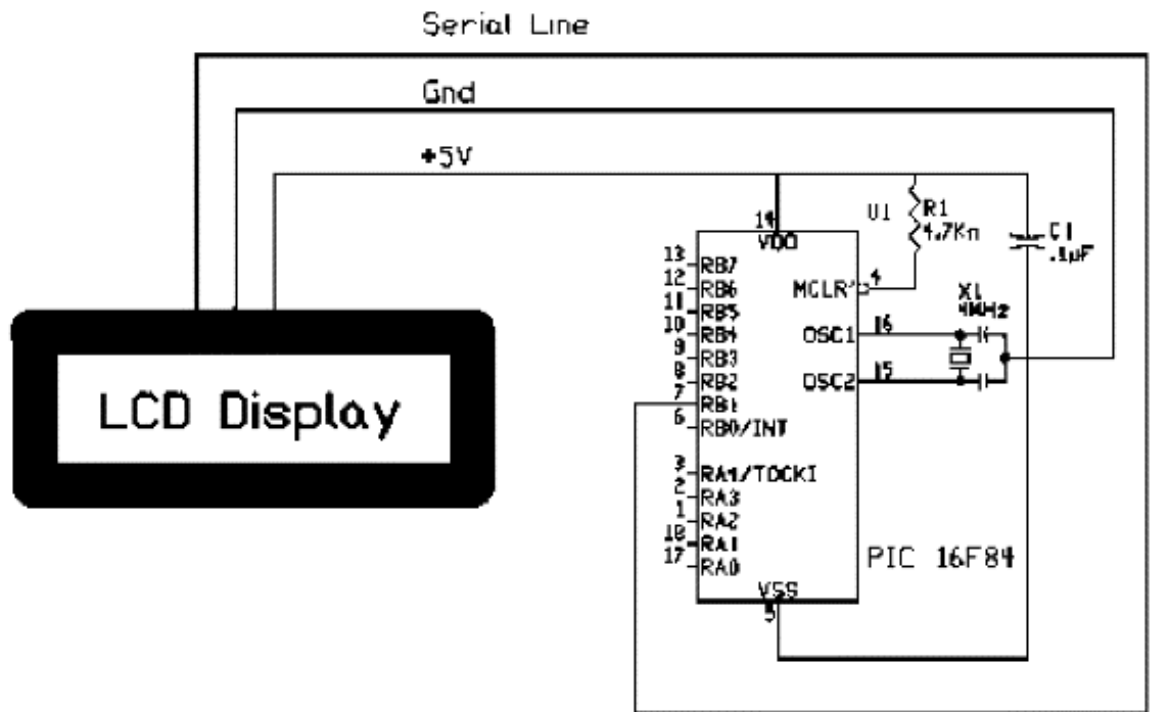 Serial Line
Gnd
+5V
14
VDD
U1
R1
4.7KΩ
C1
.1µF
13 RB7
12 RB6
11 RB5
10 RB4
9 RB3
8 RB2
7 RB1
6 RB0/INT
3 RA4/TOCKI
2 RA3
1 RA2
18 RA1
17 RA0
MCLR' 4
OSC1 16
OSC2 15
X1
4MHz
VSS
5
PIC 16F84
LCD Display